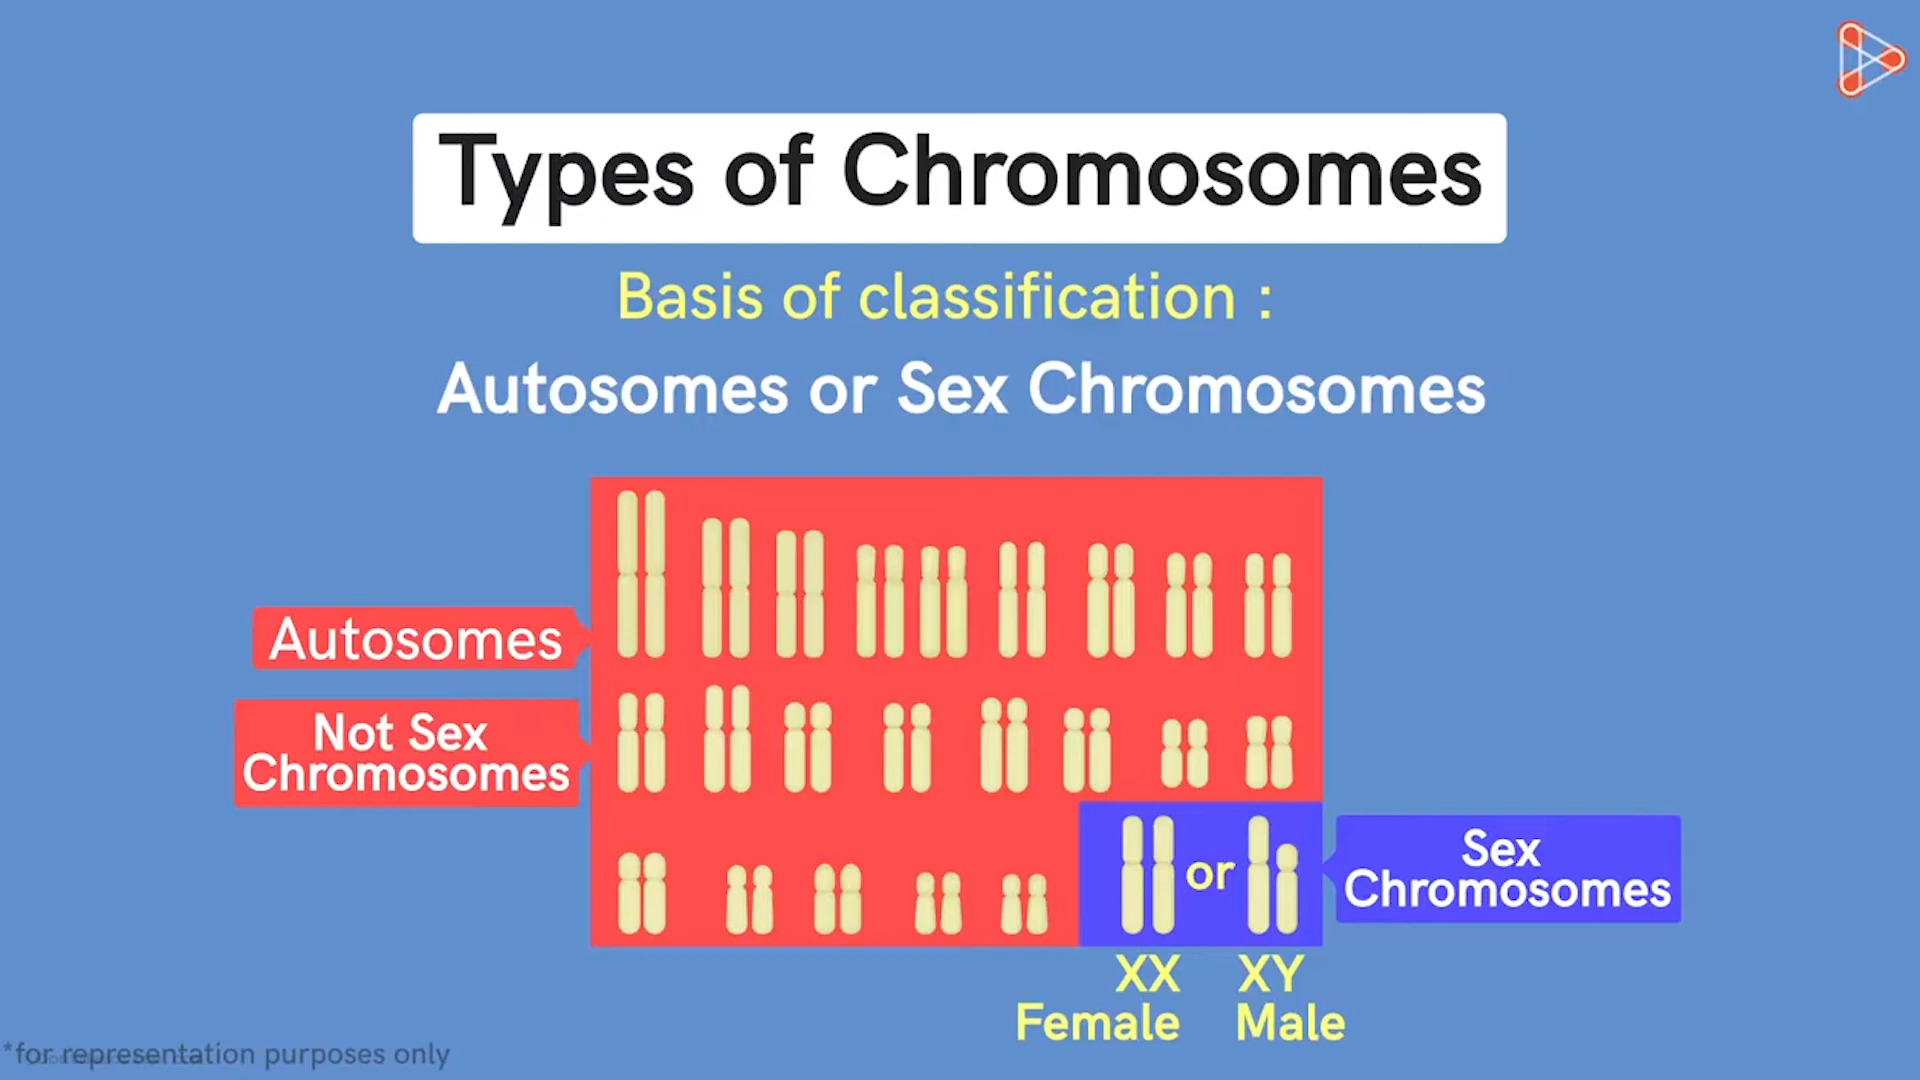 Types of Chromosomes
Basis of classification :
Autosomes or Sex Chromosomes
Autosomes
Not Sex
Chromosomes
or
Sex
Chromosomes
XX
Female
XY
Male
*for representation purposes only